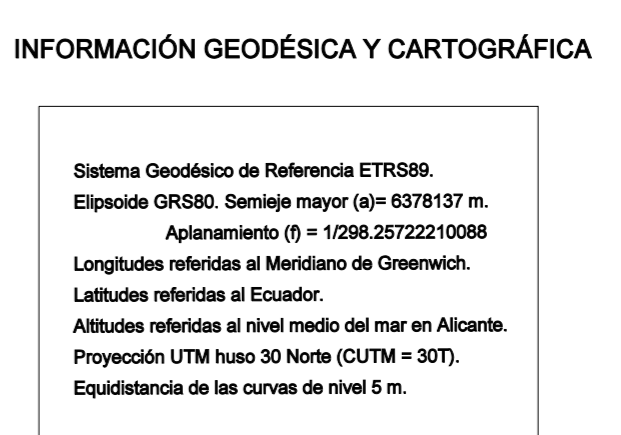 INFORMACIÓN GEODÉSICA Y CARTOGRÁFICA
Sistema Geodésico de Referencia ETRS89.
Elipsoide GRS80. Semieje mayor (a)= 6378137 m.
Aplanamiento (f) = 1/298.25722210088
Longitudes referidas al Meridiano de Greenwich.
Latitudes referidas al Ecuador.
Altitudes referidas al nivel medio del mar en Alicante.
Proyección UTM huso 30 Norte (CUTM = 30T).
Equidistancia de las curvas de nivel 5 m.